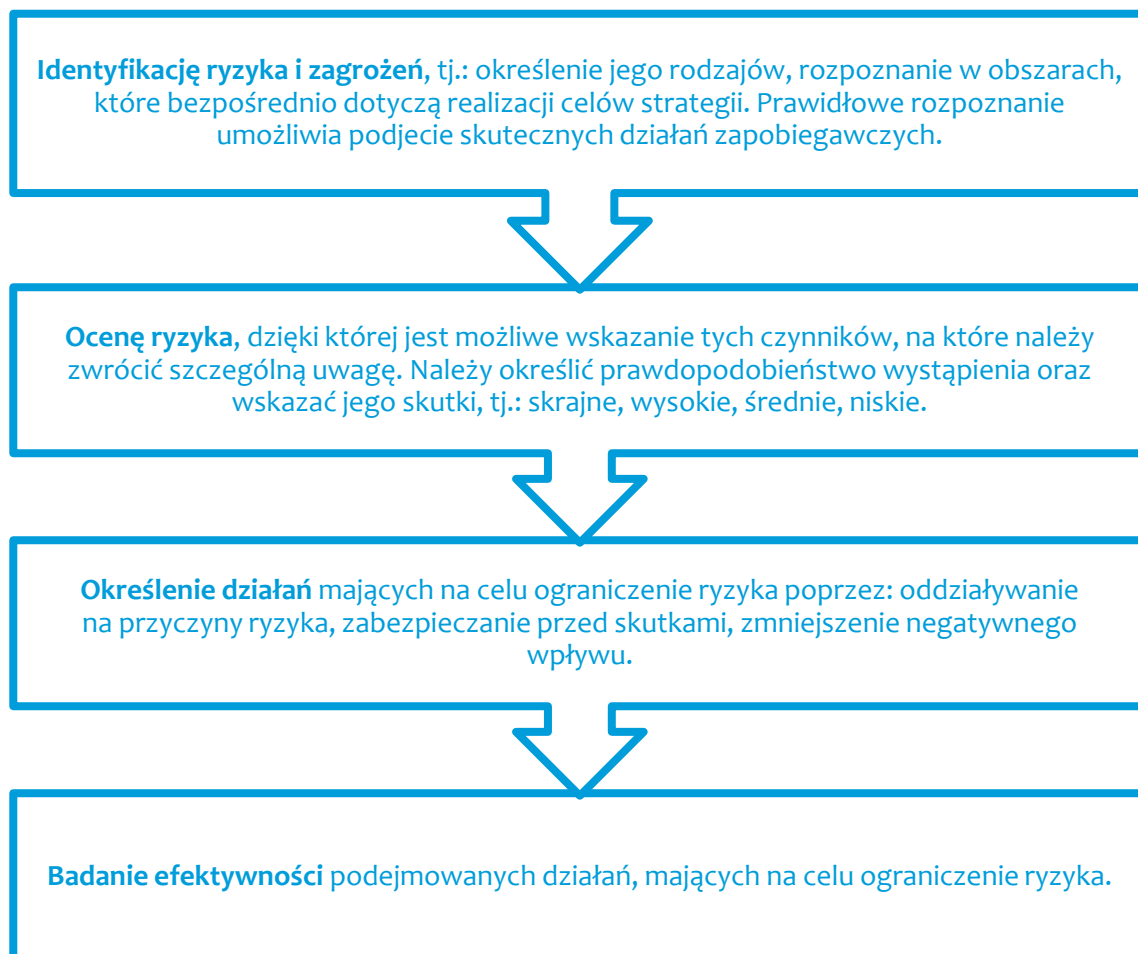 Identyfikację ryzyka i zagrożeń, tj.: określenie jego rodzajów, rozpoznanie w obszarach,
które bezpośrednio dotyczą realizacji celów strategii. Prawidłowe rozpoznanie
umożliwia podjecie skutecznych działań zapobiegawczych.
Ocenę ryzyka, dzięki której jest możliwe wskazanie tych czynników, na które należy
zwrócić szczególną uwagę. Należy określić prawdopodobieństwo wystąpienia oraz
wskazać jego skutki, tj.: skrajne, wysokie, średnie, niskie.
Określenie działań mających na celu ograniczenie ryzyka poprzez: oddziaływanie
na przyczyny ryzyka, zabezpieczanie przed skutkami, zmniejszenie negatywnego
wpływu.
Badanie efektywności podejmowanych działań, mających na celu ograniczenie ryzyka.